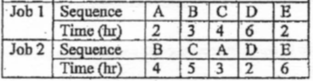 Job 1 Sequence A B C D E
Time (hr) 2 3 4 6 2
Job 2 Sequence B C A D E
Time (hr) 4 5 3 2 6